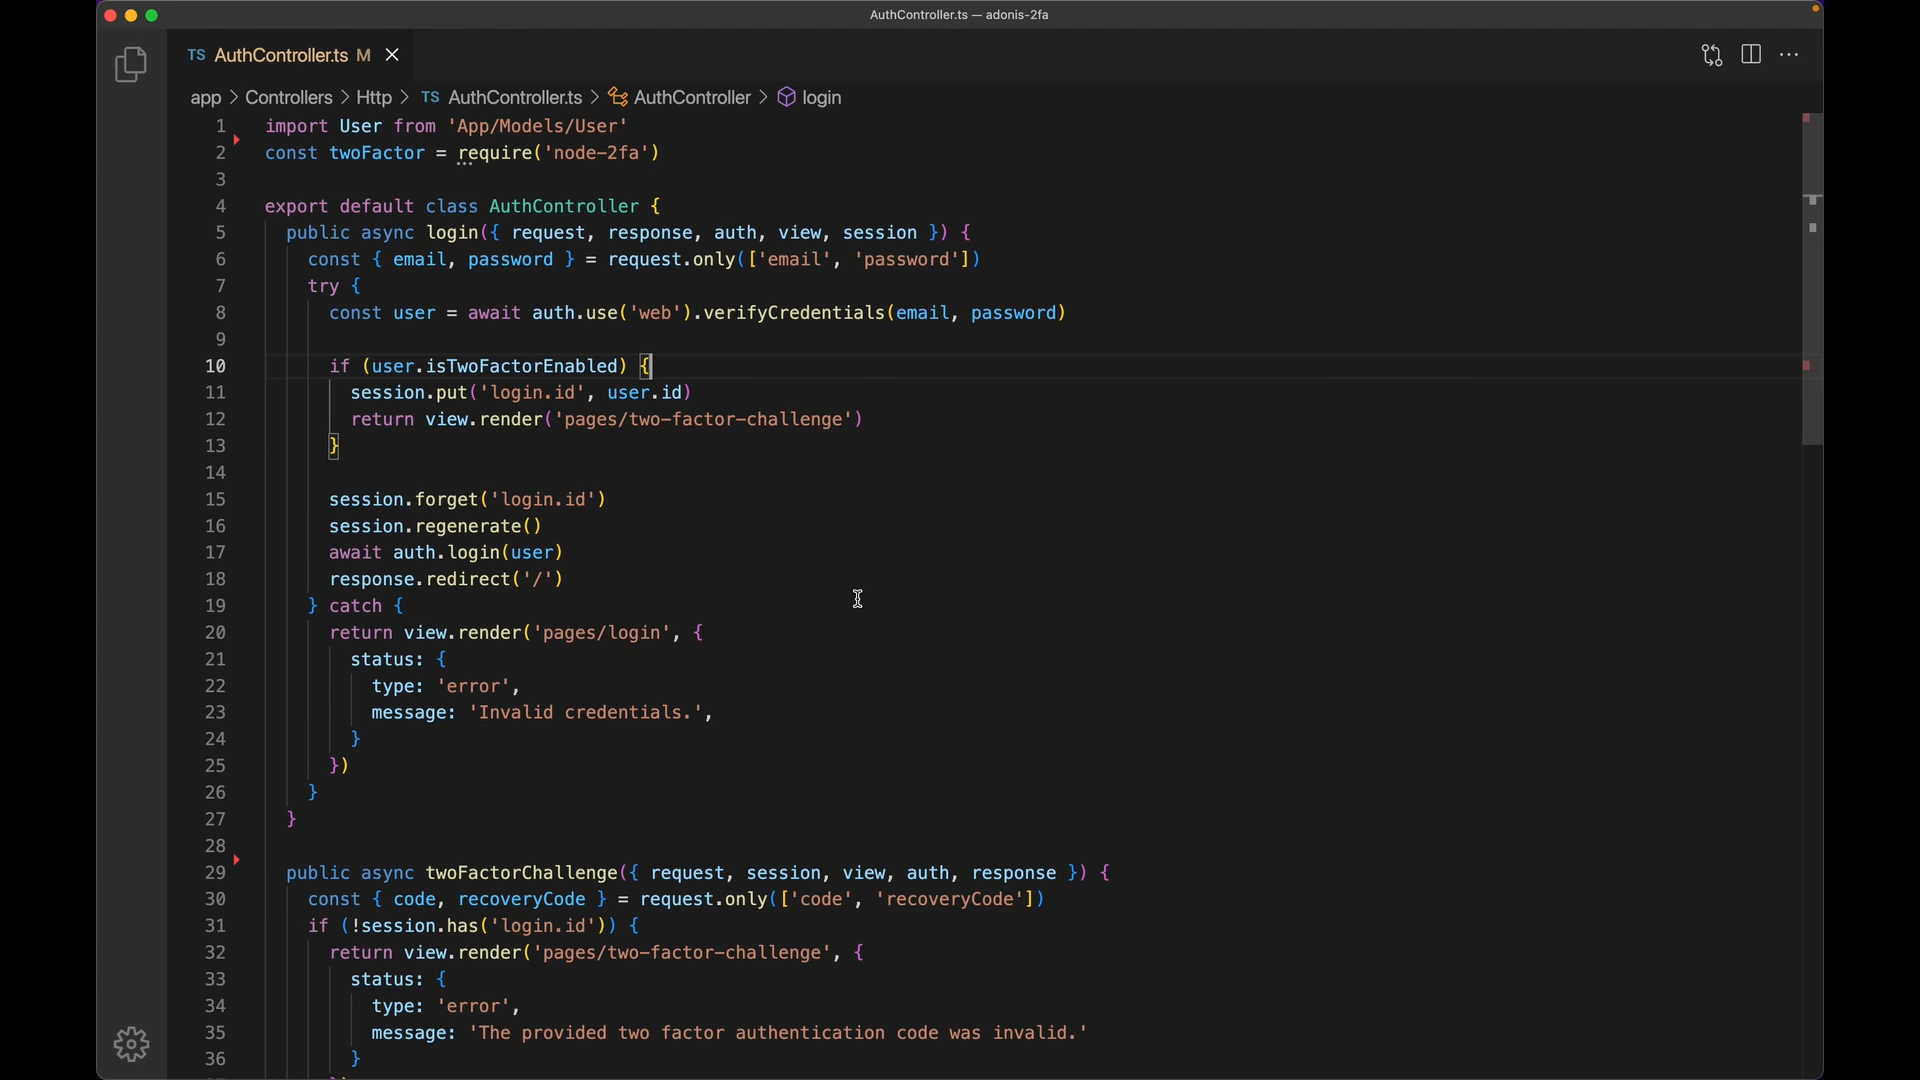 AuthController.ts — adonis-2fa
TS AuthController.ts M
app > Controllers > Http > TS AuthController.ts > AuthController > login
1 import User from 'App/Models/User'
2 const twoFactor = require('node-2fa')
3
4 export default class AuthController {
5 public async login({ request, response, auth, view, session }) {
6 const { email, password } = request.only(['email', 'password'])
7 try {
8 const user = await auth.use('web').verifyCredentials(email, password)
9
10 if (user.isTwoFactorEnabled) {
11 session.put('login.id', user.id)
12 return view.render('pages/two-factor-challenge')
13 }
14
15 session.forget('login.id')
16 session.regenerate()
17 await auth.login(user)
18 response.redirect('/')
19 } catch {
20 return view.render('pages/login', {
21 status: {
22 type: 'error',
23 message: 'Invalid credentials.',
24 }
25 })
26 }
27 }
28
29 public async twoFactorChallenge({ request, session, view, auth, response }) {
30 const { code, recoveryCode } = request.only(['code', 'recoveryCode'])
31 if (!session.has('login.id')) {
32 return view.render('pages/two-factor-challenge', {
33 status: {
34 type: 'error',
35 message: 'The provided two factor authentication code was invalid.'
36 }